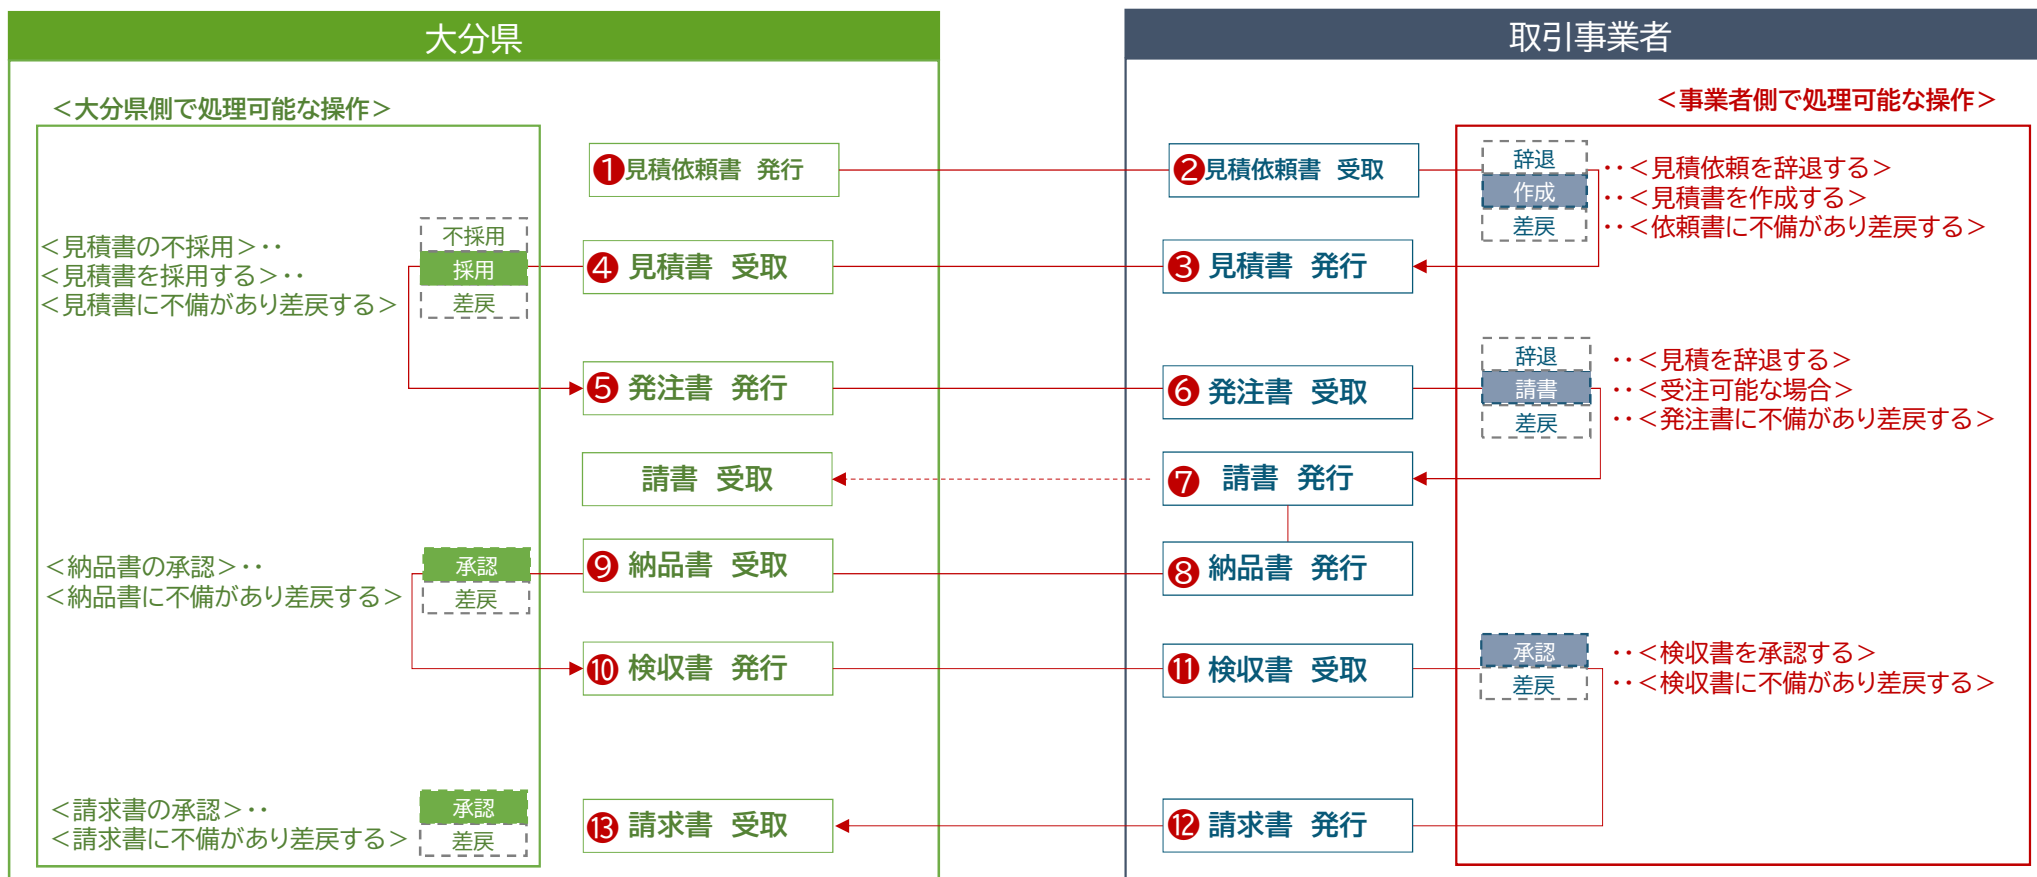 大分県
取引事業者
＜大分県側で処理可能な操作＞
＜事業者側で処理可能な操作＞
❶見積依頼書 発行
❷見積依頼書 受取
辞退
‥＜見積依頼を辞退する＞
作成
‥＜見積書を作成する＞
差戻
‥＜依頼書に不備があり差戻する＞
＜見積書の不採用＞‥
不採用
＜見積書を採用する＞‥
採用
＜見積書に不備があり差戻する＞
差戻
❹ 見積書 受取
❸ 見積書 発行
❺ 発注書 発行
❻ 発注書 受取
辞退
‥＜見積を辞退する＞
請書
‥＜受注可能な場合＞
差戻
‥＜発注書に不備があり差戻する＞
請書 受取
❼ 請書 発行
＜納品書の承認＞‥
承認
＜納品書に不備があり差戻する＞
差戻
❾ 納品書 受取
❽ 納品書 発行
❿ 検収書 発行
⓫ 検収書 受取
承認
‥＜検収書を承認する＞
差戻
‥＜検収書に不備があり差戻する＞
＜請求書の承認＞‥
承認
＜請求書に不備があり差戻する＞
差戻
⓭ 請求書 受取
⓬ 請求書 発行